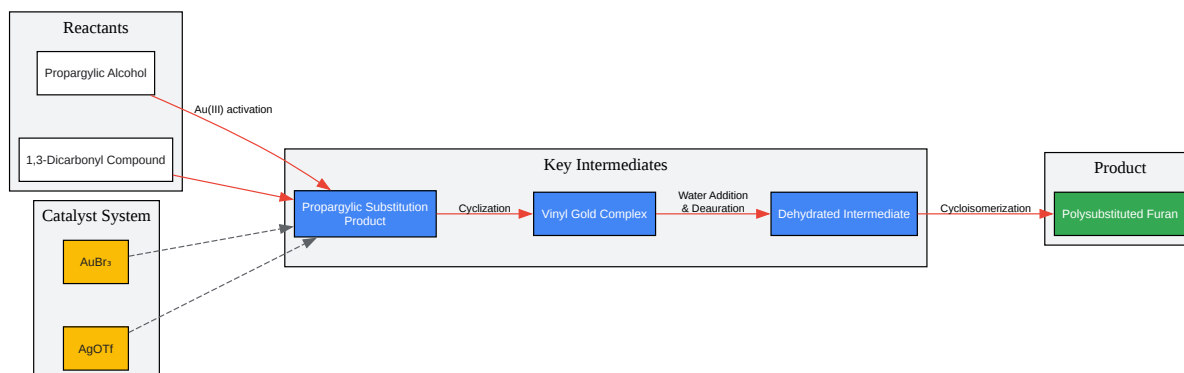 Reactants
Propargylic Alcohol
Au(III) activation
1,3-Dicarbonyl Compound
Key Intermediates
Product
Propargylic Substitution
Product
Cyclization
Vinyl Gold Complex
Water Addition
& Deauration
Dehydrated Intermediate
Cycloisomerization
Polysubstituted Furan
Catalyst System
AuBr₃
AgOTf